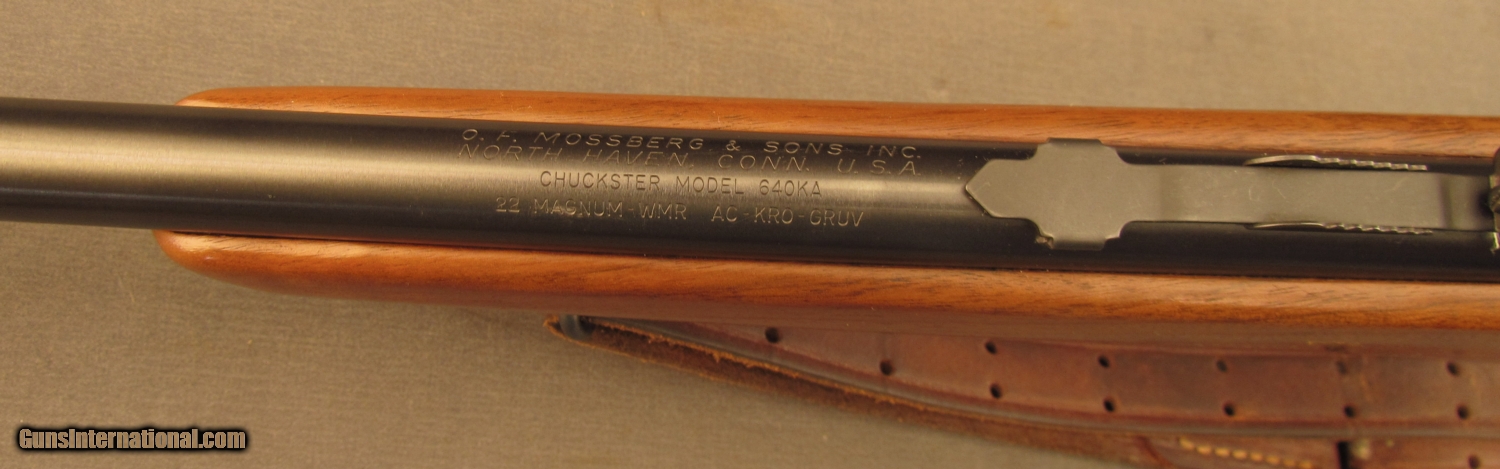 O. F. MOSSBERG & SONS INC.
NORTH HAVEN, CONN. U.S.A.
CHUCKSTER MODEL 640KA
22 MAGNUM-WMR AC-KRO-GRUV
GunsInternational.com